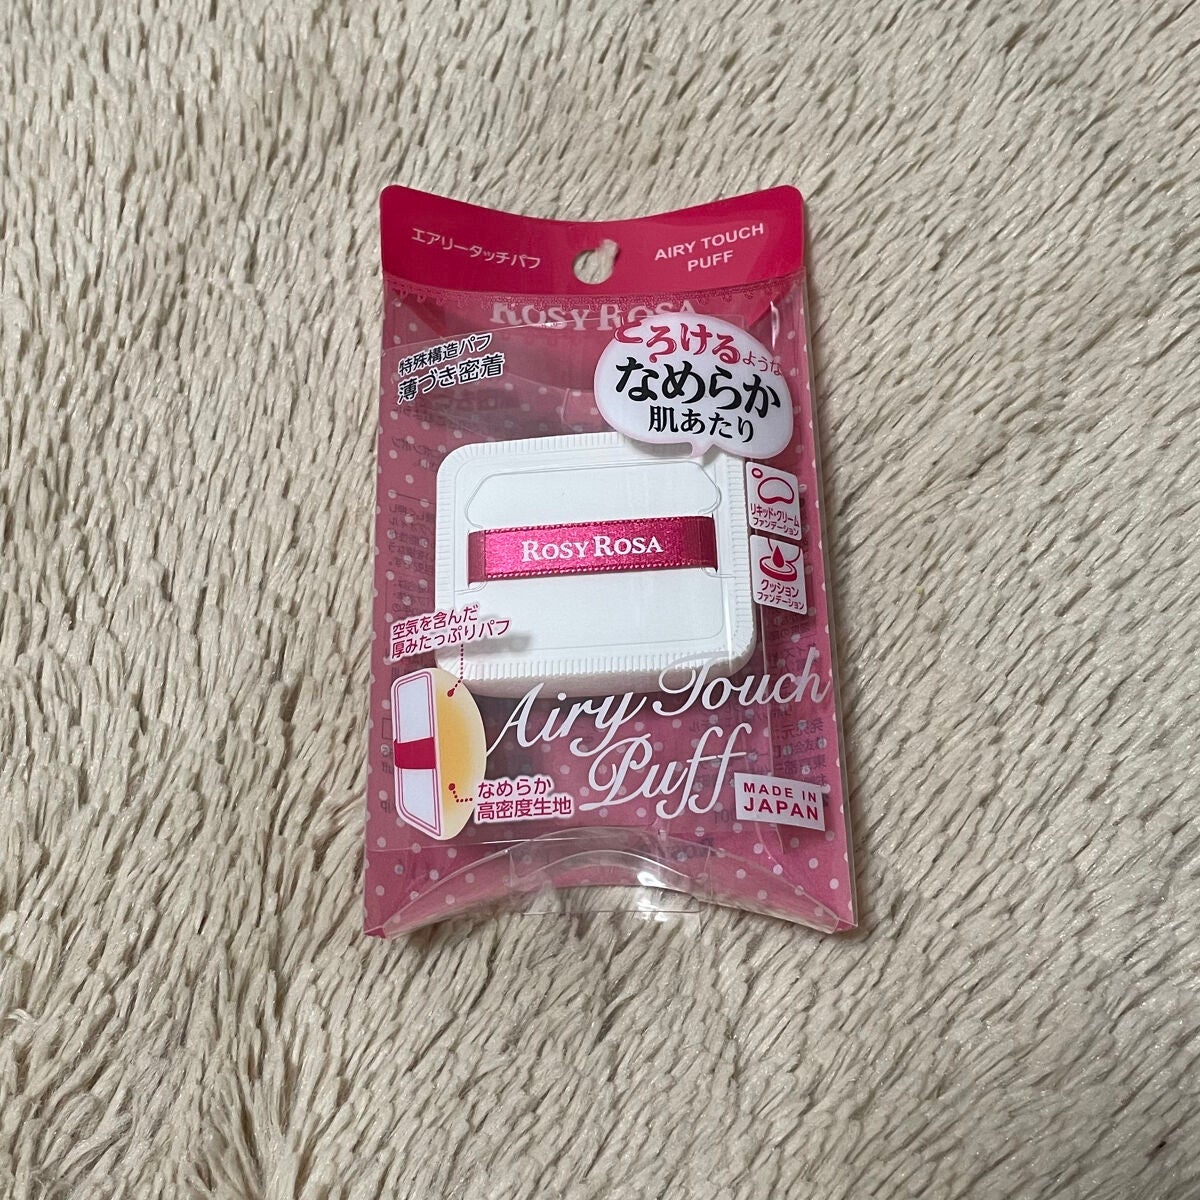 エアリータッチパフ
AIRY TOUCH
PUFF
ROSY ROSA
特殊構造パフ
薄づき密着
とろけるような
なめらか
肌あたり
リキッド・クリーム
ファンデーション
ROSY ROSA
クッション
ファンデーション
空気を含んだ
厚みたっぷりパフ
Airy Touch
Puff
なめらか
高密度生地
MADE IN
JAPAN